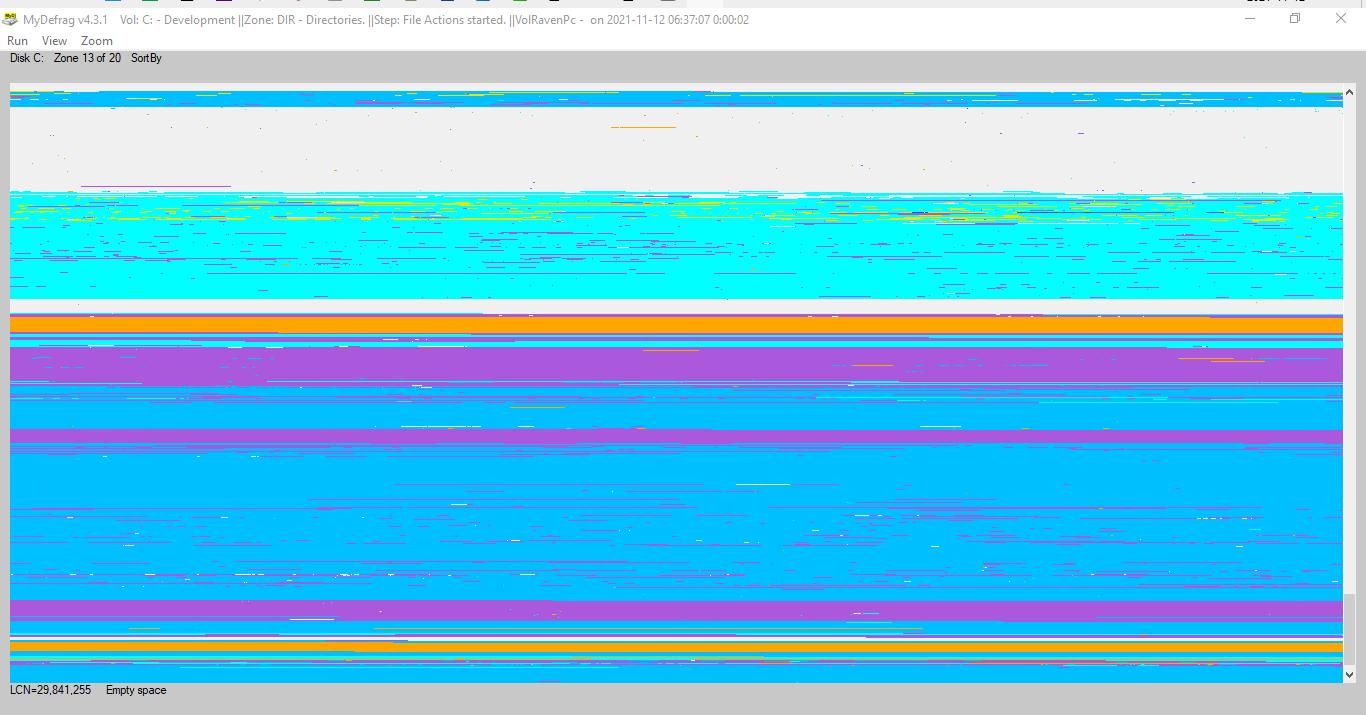 MyDefrag v4.3.1 Vol: C: - Development ||Zone: DIR - Directories. ||Step: File Actions started. ||VolRavenPc - on 2021-11-12 06:37:07 0:00:02
Run View Zoom
Disk C: Zone 13 of 20 SortBy
LCN=29,841,255 Empty space